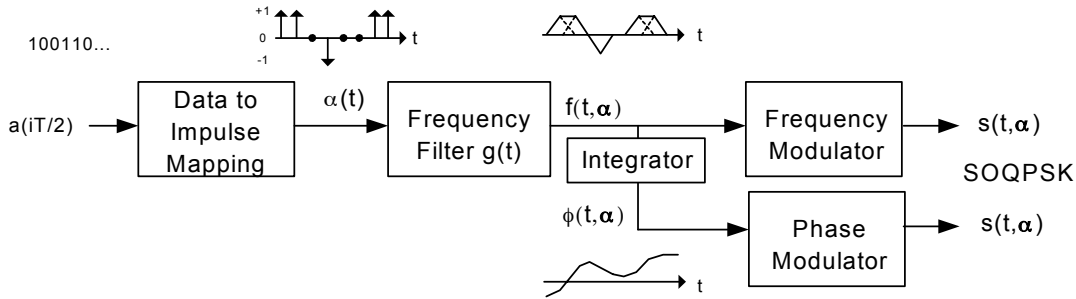 +1
0
-1
t
t
100110...
a(iT/2)
Data to
Impulse
Mapping
α(t)
Frequency
Filter g(t)
f(t,α)
Integrator
ϕ(t,α)
Frequency
Modulator
s(t,α)
SOQPSK
Phase
Modulator
s(t,α)
t